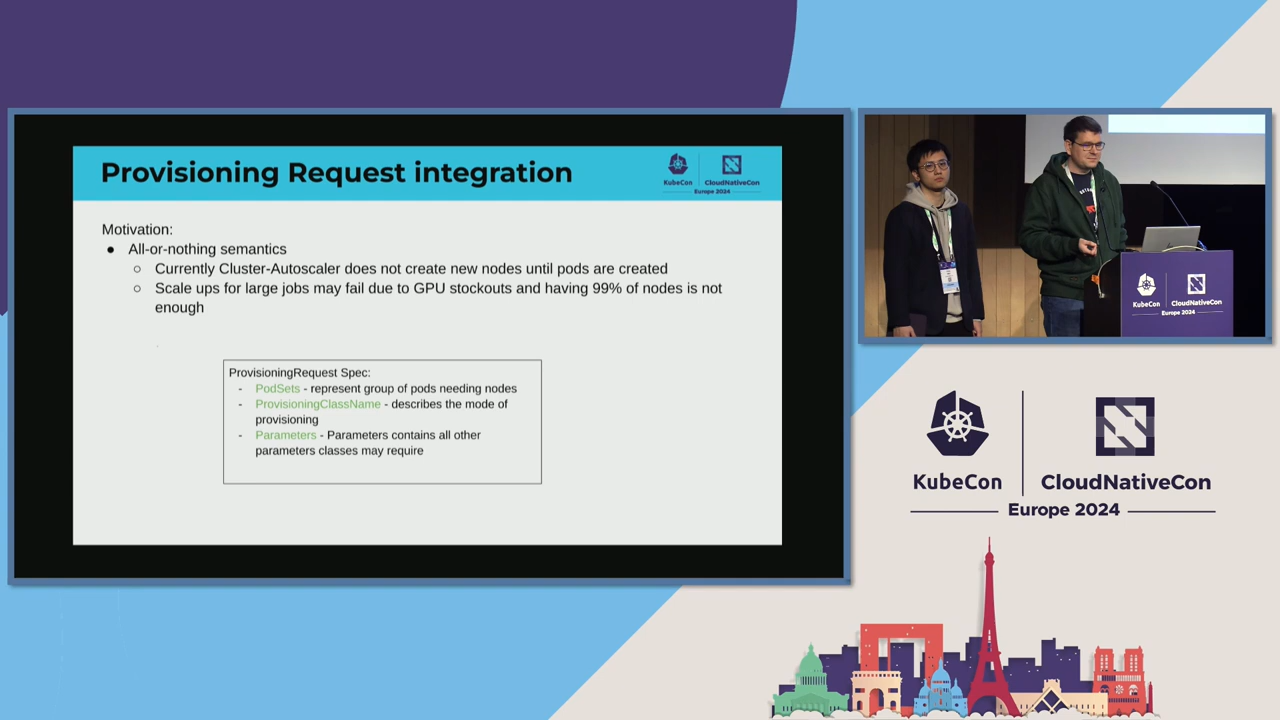 Provisioning Request integration
KubeCon
CloudNativeCon
Europe 2024
Motivation:
● All-or-nothing semantics
○ Currently Cluster-Autoscaler does not create new nodes until pods are created
○ Scale ups for large jobs may fail due to GPU stockouts and having 99% of nodes is not
enough
ProvisioningRequest Spec:
- PodSets - represent group of pods needing nodes
- ProvisioningClassName - describes the mode of
provisioning
- Parameters - Parameters contains all other
parameters classes may require
KubeCon
CloudNativeCon
Europe 2024
KubeCon
CloudNativeCon
Europe 2024